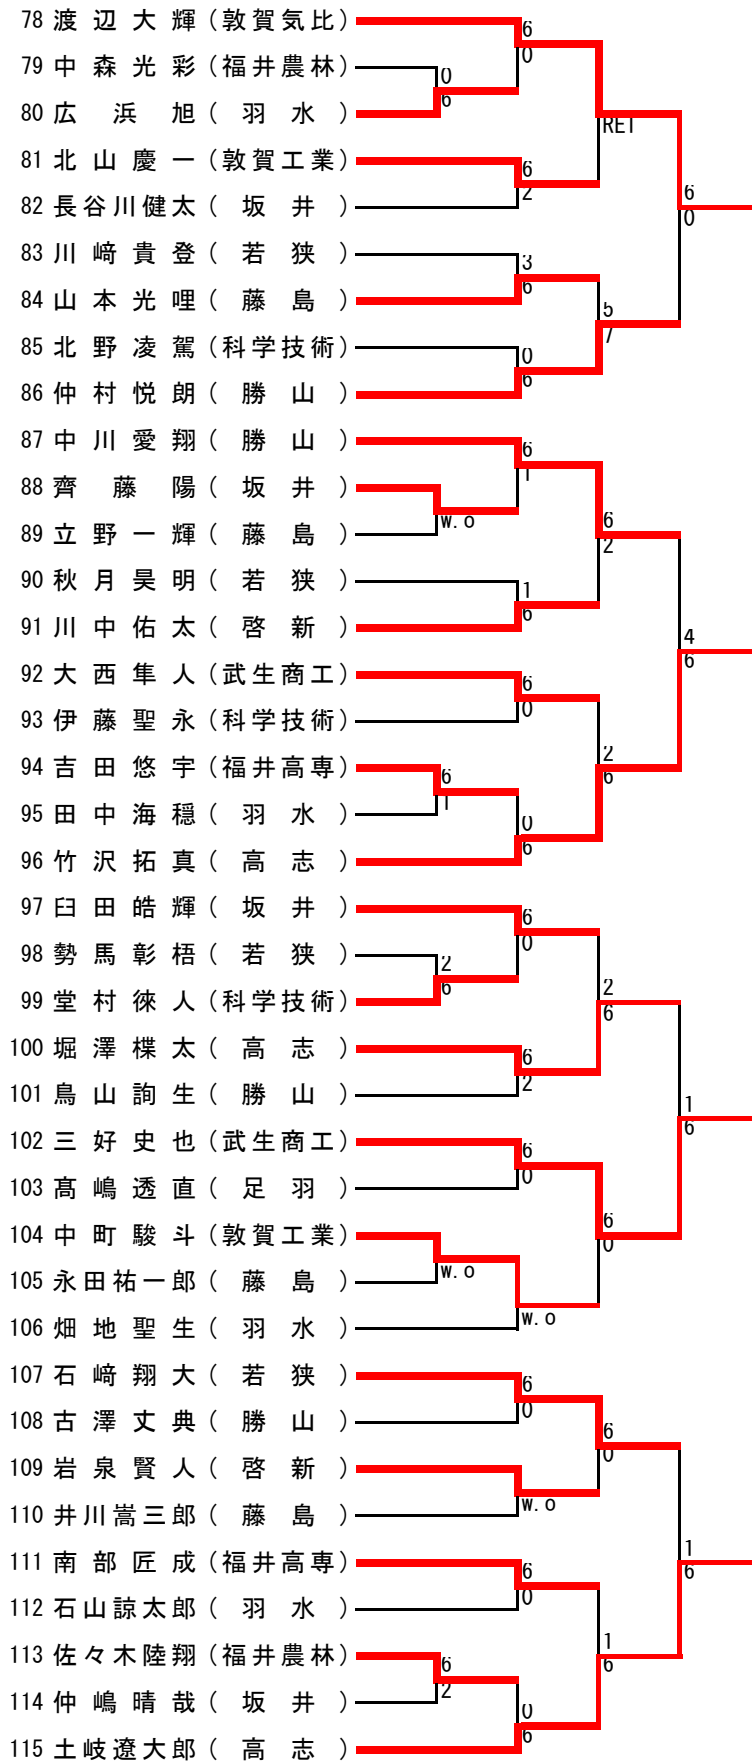 78 渡辺大輝（敦賀気比）
6
0
79 中森光彩（福井農林）
0
6
80 広浜旭（羽水）
RET
81 北山慶一（敦賀工業）
6
2
6
0
82 長谷川健太（坂井）
83 川﨑貴登（若狭）
3
6
84 山本光哩（藤島）
5
7
85 北野凌駕（科学技術）
0
6
86 仲村悦朗（勝山）
87 中川愛翔（勝山）
6
1
88 齊藤陽（坂井）
w.o
6
2
89 立野一輝（藤島）
90 秋月昊明（若狭）
1
6
91 川中佑太（啓新）
4
6
92 大西隼人（武生商工）
6
0
93 伊藤聖永（科学技術）
2
6
94 吉田悠宇（福井高専）
6
1
95 田中海穏（羽水）
0
6
96 竹沢拓真（高志）
97 臼田皓輝（坂井）
6
0
98 勢馬彰梧（若狭）
2
6
99 堂村徠人（科学技術）
2
6
100 堀澤楪太（高志）
6
2
101 鳥山詢生（勝山）
1
6
102 三好史也（武生商工）
6
0
103 髙嶋透直（足羽）
6
0
104 中町駿斗（敦賀工業）
w.o
105 永田祐一郎（藤島）
w.o
106 畑地聖生（羽水）
107 石﨑翔大（若狭）
6
0
108 古澤丈典（勝山）
6
0
109 岩泉賢人（啓新）
w.o
110 井川嵩三郎（藤島）
1
6
111 南部匠成（福井高専）
6
0
112 石山諒太郎（羽水）
1
6
113 佐々木陸翔（福井農林）
6
2
114 仲嶋晴哉（坂井）
0
6
115 土岐遼大郎（高志）